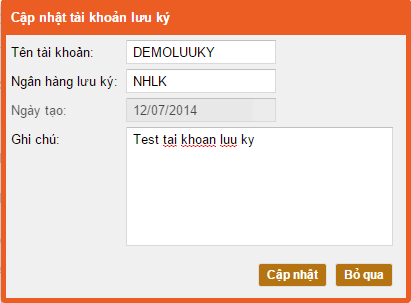 Cập nhật tài khoản lưu ký
Tên tài khoản: DEMOLUUKY
Ngân hàng lưu ký: NHLK
Ngày tạo: 12/07/2014
Ghi chú: Test tai khoan luu ky
Cập nhật Bỏ qua